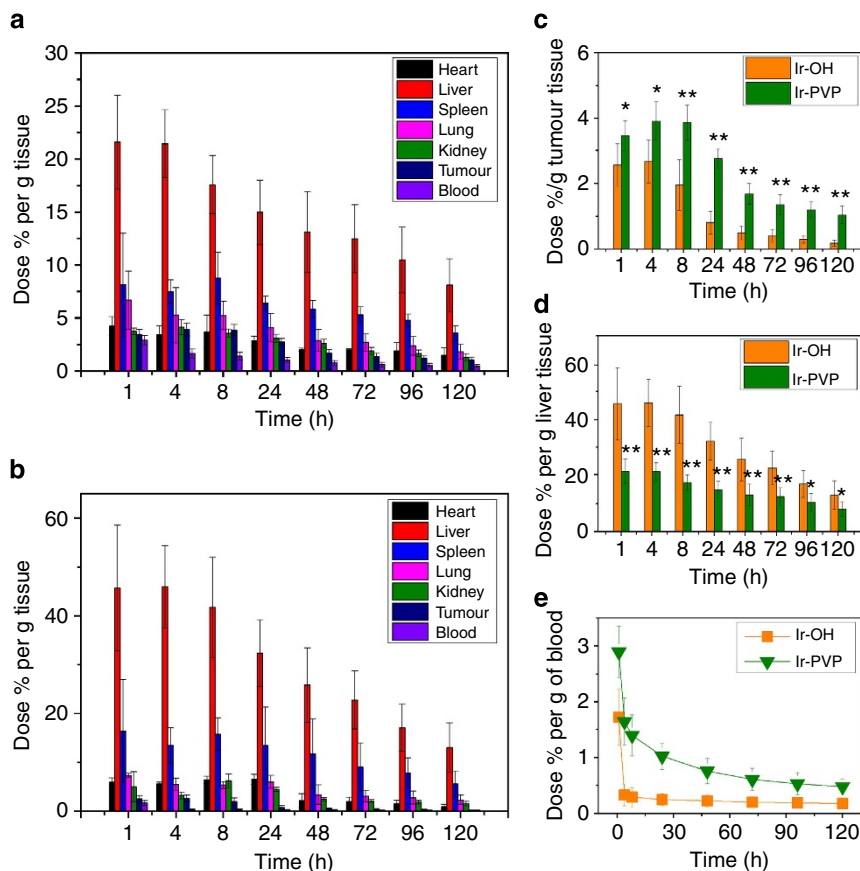 a
Dose % per g tissue
30
25
20
15
10
5
0
Heart
Liver
Spleen
Lung
Kidney
Tumour
Blood
1 4 8 24 48 72 96 120
Time (h)
b
Dose % per g tissue
60
40
20
0
Heart
Liver
Spleen
Lung
Kidney
Tumour
Blood
1 4 8 24 48 72 96 120
Time (h)
c
Dose %/g tumour tissue
6
4
2
0
Ir-OH
Ir-PVP
* * ** ** ** ** ** **
1 4 8 24 48 72 96 120
Time (h)
d
Dose % per g liver tissue
60
40
20
0
Ir-OH
Ir-PVP
** ** ** ** ** ** * *
1 4 8 24 48 72 96 120
Time (h)
e
Dose % per g of blood
3
2
1
0
Ir-OH
Ir-PVP
0 30 60 90 120
Time (h)